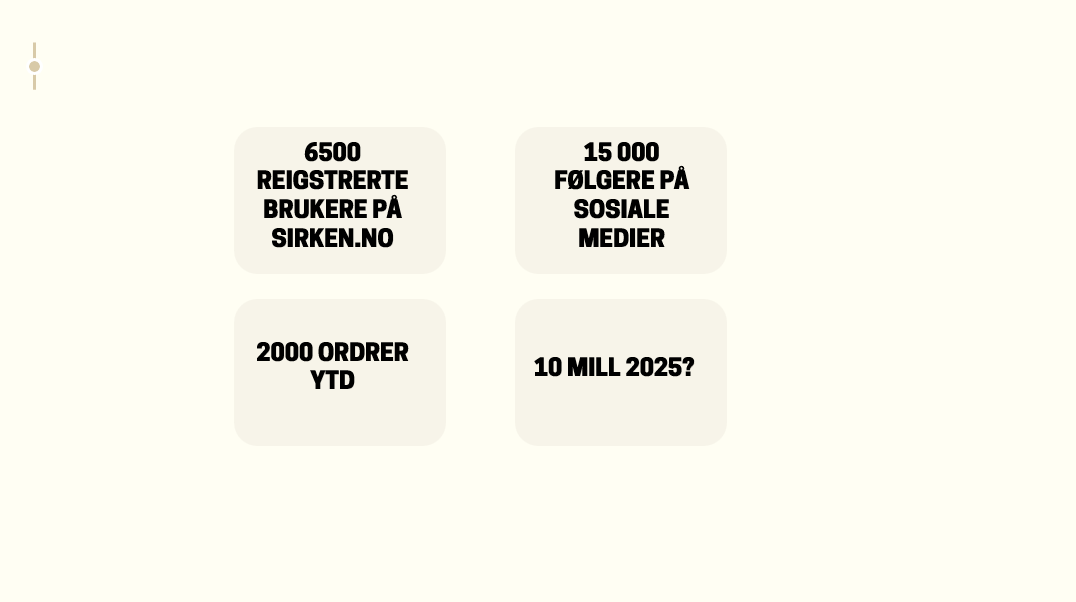 6500
REIGSTRERTE
BRUKERE PÅ
SIRKEN.NO
15 000
FØLGERE PÅ
SOSIALE
MEDIER
2000 ORDRER
YTD
10 MILL 2025?